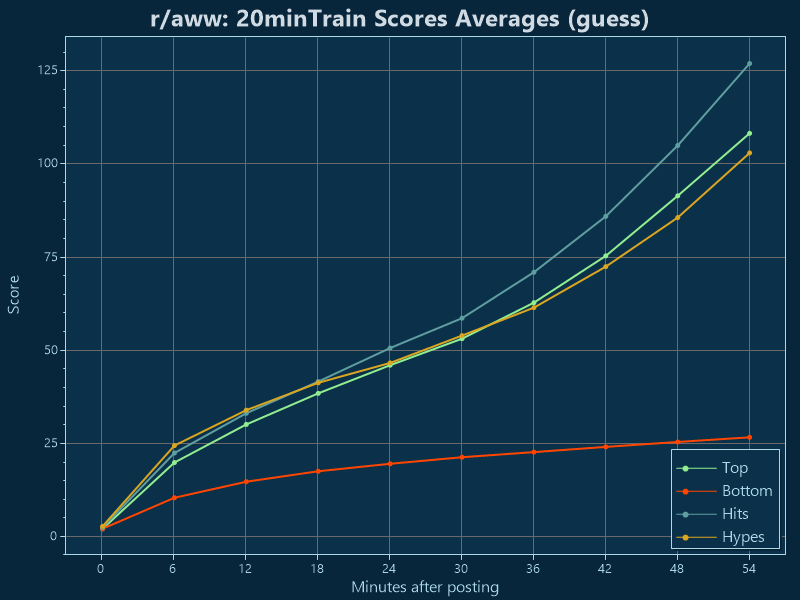 r/aww: 20minTrain Scores Averages (guess)
125
100
75
50
25
0
Score
0 6 12 18 24 30 36 42 48 54
Minutes after posting
Top
Bottom
Hits
Hypes